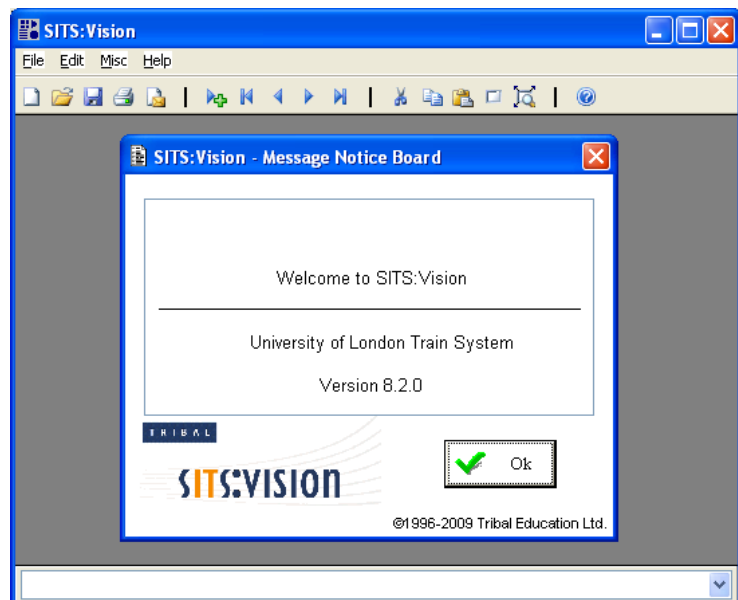 SITS:Vision
File Edit Misc Help
SITS:Vision - Message Notice Board
Welcome to SITS:Vision
University of London Train System
Version 8.2.0
TRIBAL
SITS:VISION
Ok
©1996-2009 Tribal Education Ltd.